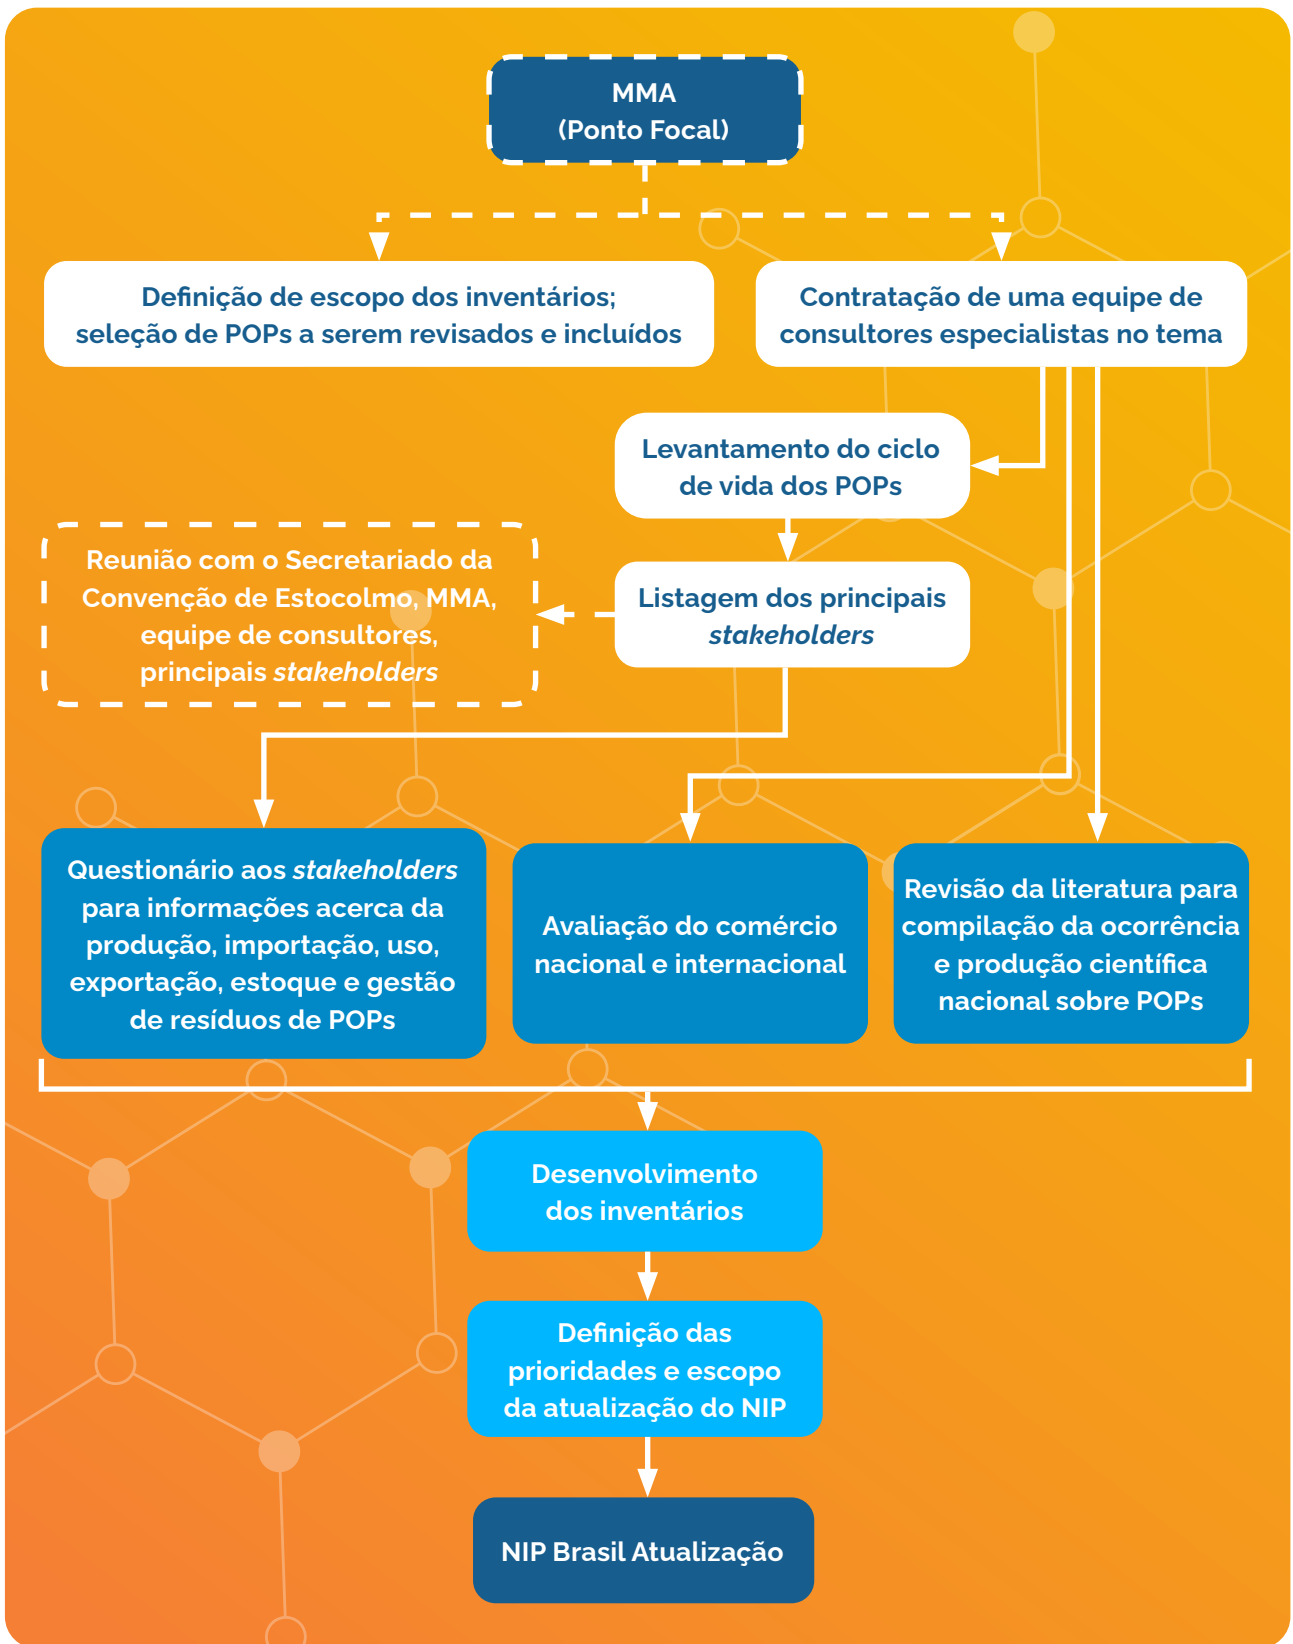 MMA
(Ponto Focal)
Definição de escopo dos inventários;
seleção de POPs a serem revisados e incluídos
Contratação de uma equipe de
consultores especialistas no tema
Levantamento do ciclo
de vida dos POPs
Reunião com o Secretariado da
Convenção de Estocolmo, MMA,
equipe de consultores,
principais stakeholders
Listagem dos principais
stakeholders
Questionário aos stakeholders
para informações acerca da
produção, importação, uso,
exportação, estoque e gestão
de resíduos de POPs
Avaliação do comércio
nacional e internacional
Revisão da literatura para
compilação da ocorrência
e produção científica
nacional sobre POPs
Desenvolvimento
dos inventários
Definição das
prioridades e escopo
da atualização do NIP
NIP Brasil Atualização